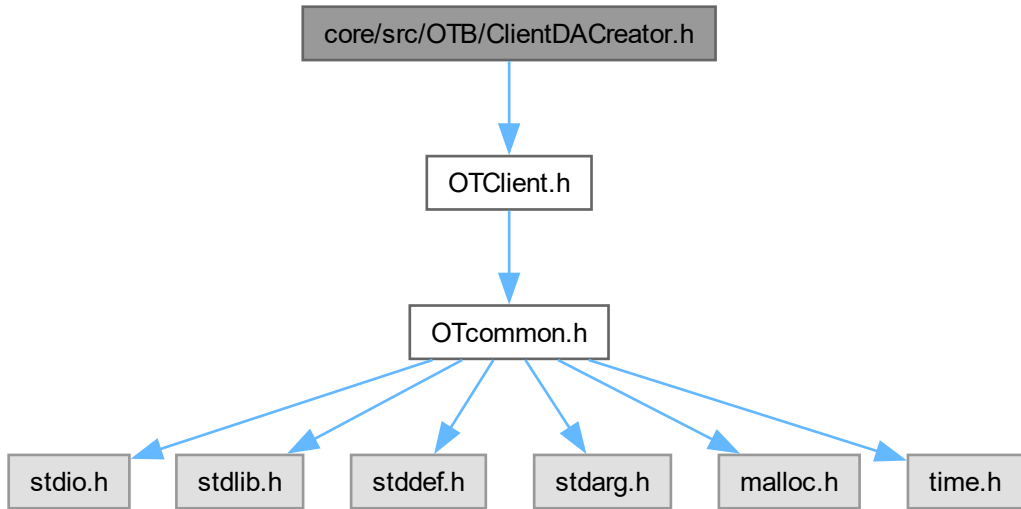 core/src/OTB/ClientDACreator.h
OTClient.h
OTcommon.h
stdio.h
stdlib.h
stddef.h
stdarg.h
malloc.h
time.h